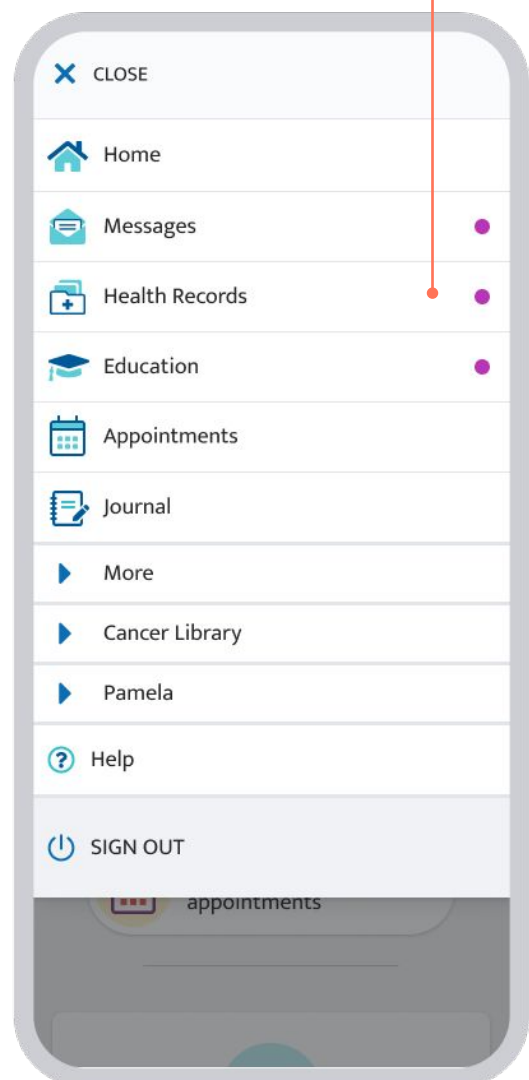 CLOSE
Home
Messages
Health Records
Education
Appointments
Journal
More
Cancer Library
Pamela
Help
SIGN OUT
appointments